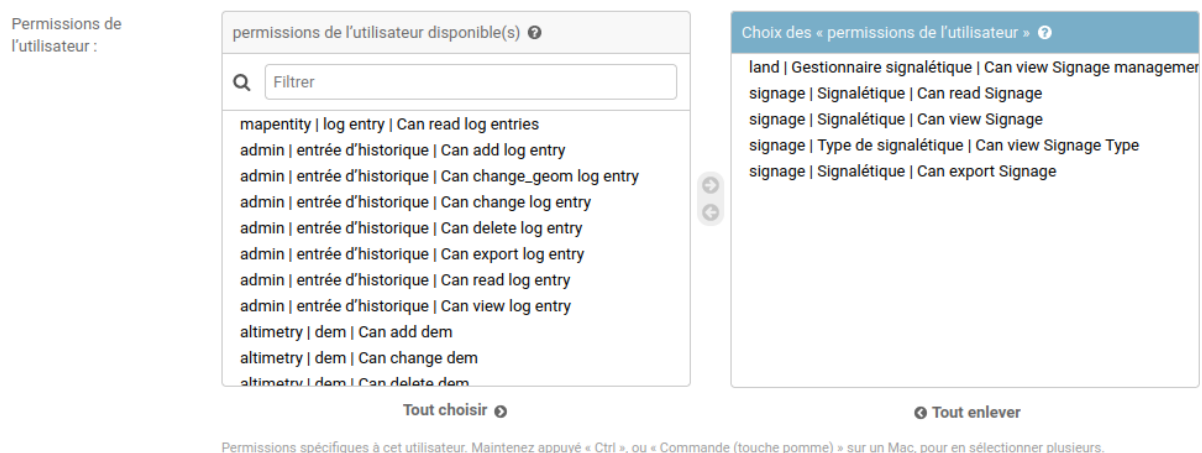 Permissions de
l’utilisateur :
permissions de l’utilisateur disponible(s)
Filtrer
mapentity | log entry | Can read log entries
admin | entrée d’historique | Can add log entry
admin | entrée d’historique | Can change_geom log entry
admin | entrée d’historique | Can change log entry
admin | entrée d’historique | Can delete log entry
admin | entrée d’historique | Can export log entry
admin | entrée d’historique | Can read log entry
admin | entrée d’historique | Can view log entry
altimetry | dem | Can add dem
altimetry | dem | Can change dem
altimetry | dem | Can delete dem
Tout choisir
Choix des « permissions de l’utilisateur »
land | Gestionnaire signalétique | Can view Signage managemen
signage | Signalétique | Can read Signage
signage | Signalétique | Can view Signage
signage | Type de signalétique | Can view Signage Type
signage | Signalétique | Can export Signage
Tout enlever
Permissions spécifiques à cet utilisateur. Maintenez appuyé « Ctrl », ou « Commande (touche pomme) » sur un Mac, pour en sélectionner plusieurs.